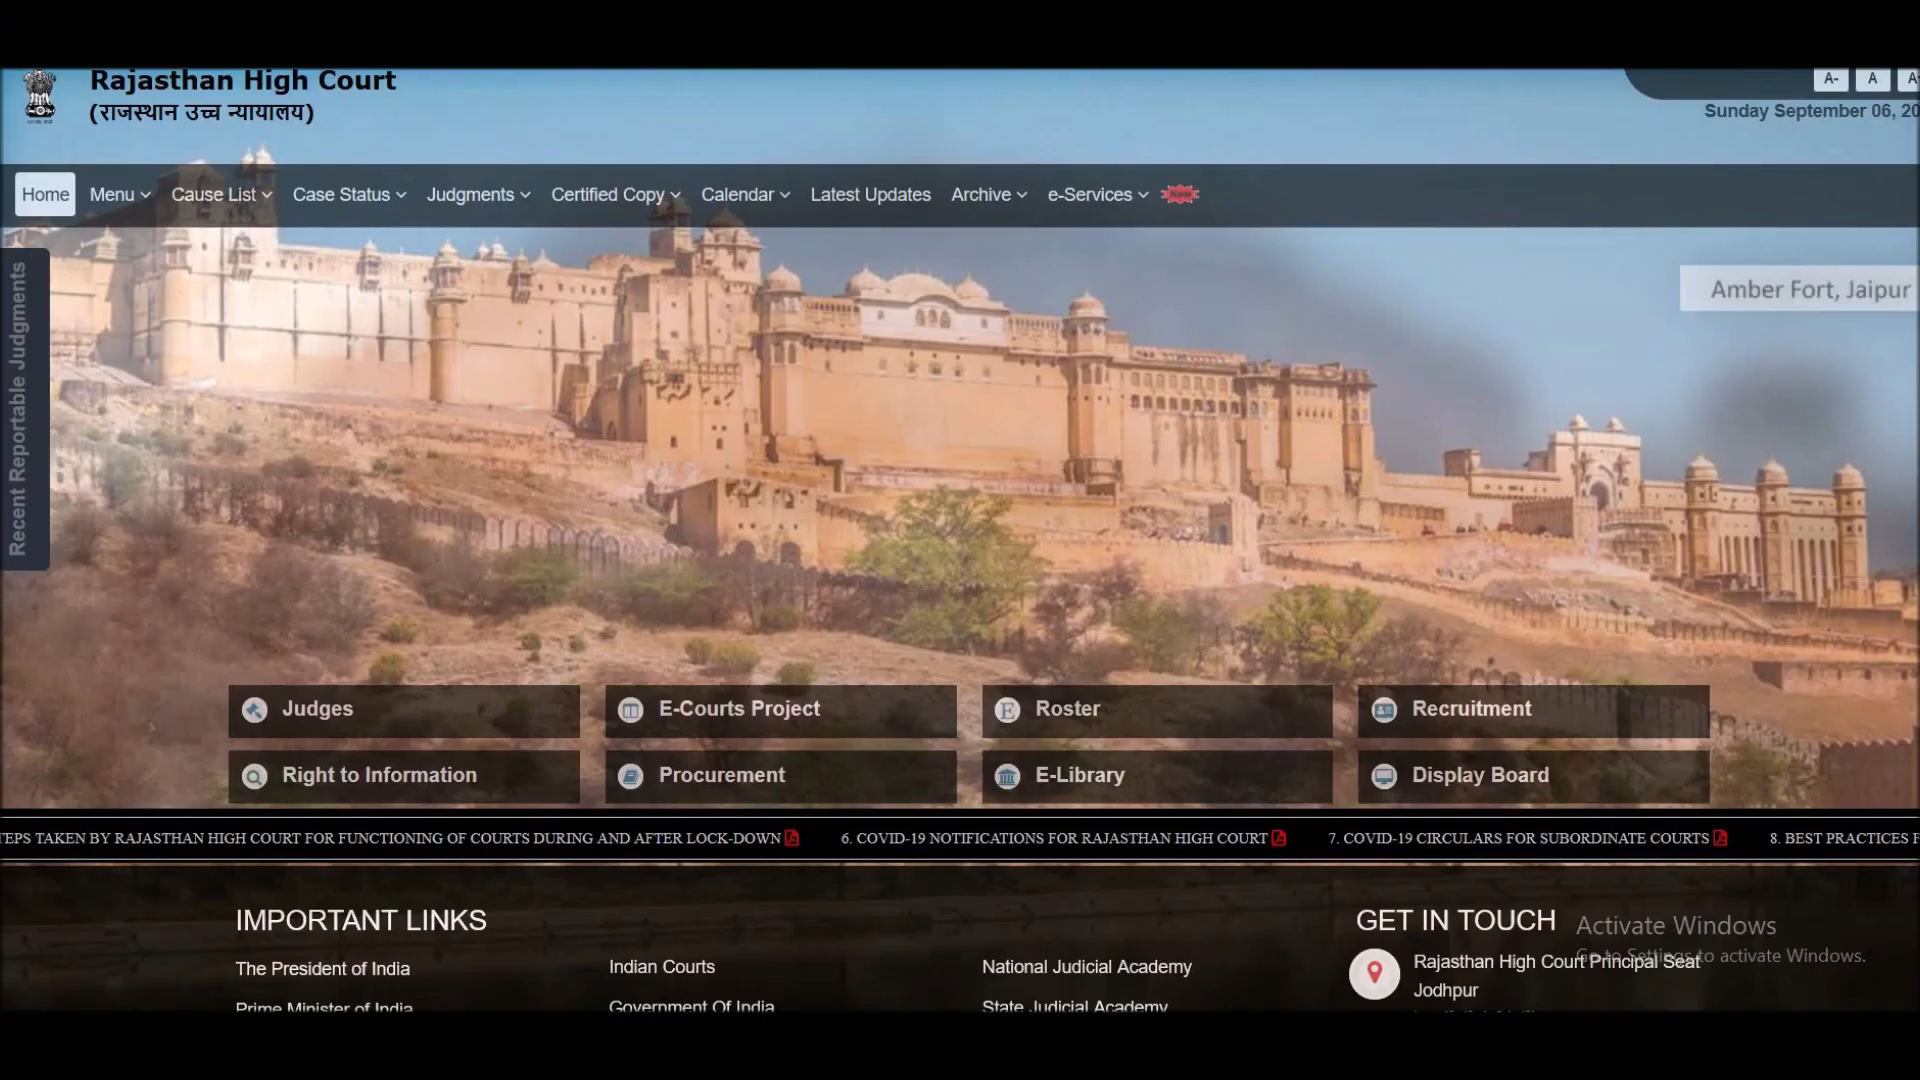 Rajasthan High Court
(राजस्थान उच्च न्यायालय)
A-
A
Sunday September 06, 20
Home
Menu
Cause List
Case Status
Judgments
Certified Copy
Calendar
Latest Updates
Archive
e-Services
Recent Reportable Judgments
Amber Fort, Jaipur
Judges
E-Courts Project
Roster
Recruitment
Right to Information
Procurement
E-Library
Display Board
TEPS TAKEN BY RAJASTHAN HIGH COURT FOR FUNCTIONING OF COURTS DURING AND AFTER LOCK-DOWN
6. COVID-19 NOTIFICATIONS FOR RAJASTHAN HIGH COURT
7. COVID-19 CIRCULARS FOR SUBORDINATE COURTS
8. BEST PRACTICES F
IMPORTANT LINKS
The President of India
Prime Minister of India
Indian Courts
Government Of India
National Judicial Academy
State Judicial Academy
GET IN TOUCH
Rajasthan High Court Principal Seat
Jodhpur
Activate Windows
Go to Settings to activate Windows.